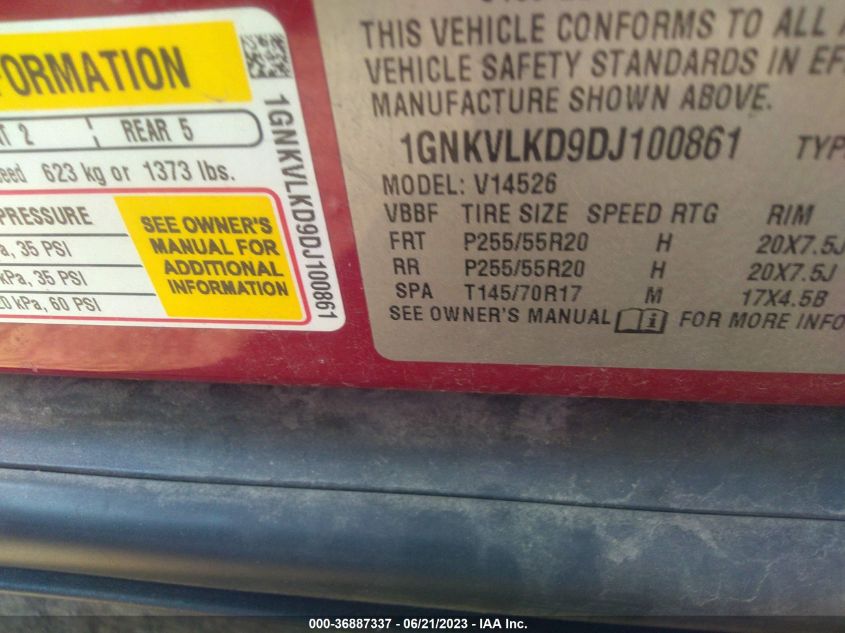 FORMATION
2 REAR 5
623 kg or 1373 lbs.
PRESSURE
35 PSI
kPa, 35 PSI
kPa, 60 PSI
SEE OWNER'S
MANUAL FOR
ADDITIONAL
INFORMATION
1GNKVLKD9DJ100861
THIS VEHICLE CONFORMS TO ALL
VEHICLE SAFETY STANDARDS IN EF
MANUFACTURE SHOWN ABOVE.
1GNKVLKD9DJ100861 TYP
MODEL: V14526
VBBF TIRE SIZE SPEED RTG RIM
FRT P255/55R20 H 20X7.5J
RR P255/55R20 H 20X7.5J
SPA T145/70R17 M 17X4.5B
SEE OWNER'S MANUAL FOR MORE INFO
000-36887337 - 06/21/2023 - IAA Inc.